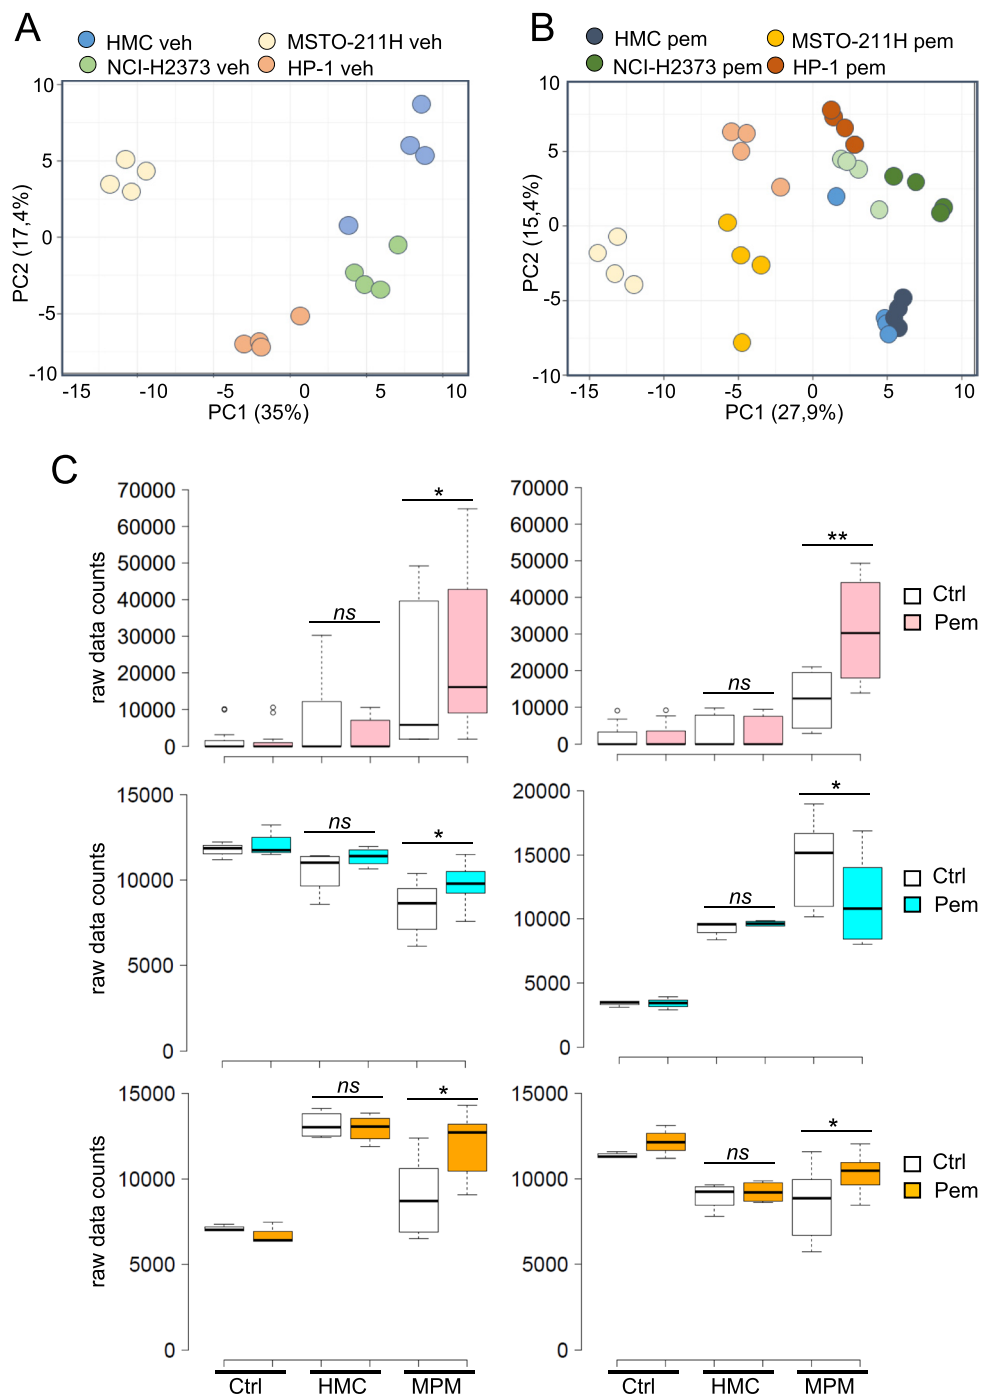 A
HMC veh
MSTO-211H veh
NCI-H2373 veh
HP-1 veh
10
5
0
-5
-10
PC2 (17,4%)
-15
-10
-5
0
5
10
PC1 (35%)
B
HMC pem
MSTO-211H pem
NCI-H2373 pem
HP-1 pem
10
5
0
-5
-10
PC2 (15,4%)
-15
-10
-5
0
5
10
PC1 (27,9%)
C
70000
60000
50000
40000
30000
20000
10000
0
raw data counts
ns
*
70000
60000
50000
40000
30000
20000
10000
0
ns
**
Ctrl
Pem
15000
10000
5000
0
raw data counts
ns
*
20000
15000
10000
5000
0
ns
*
Ctrl
Pem
15000
10000
5000
0
raw data counts
ns
*
Ctrl
HMC
MPM
15000
10000
5000
0
ns
*
Ctrl
Pem
Ctrl
HMC
MPM